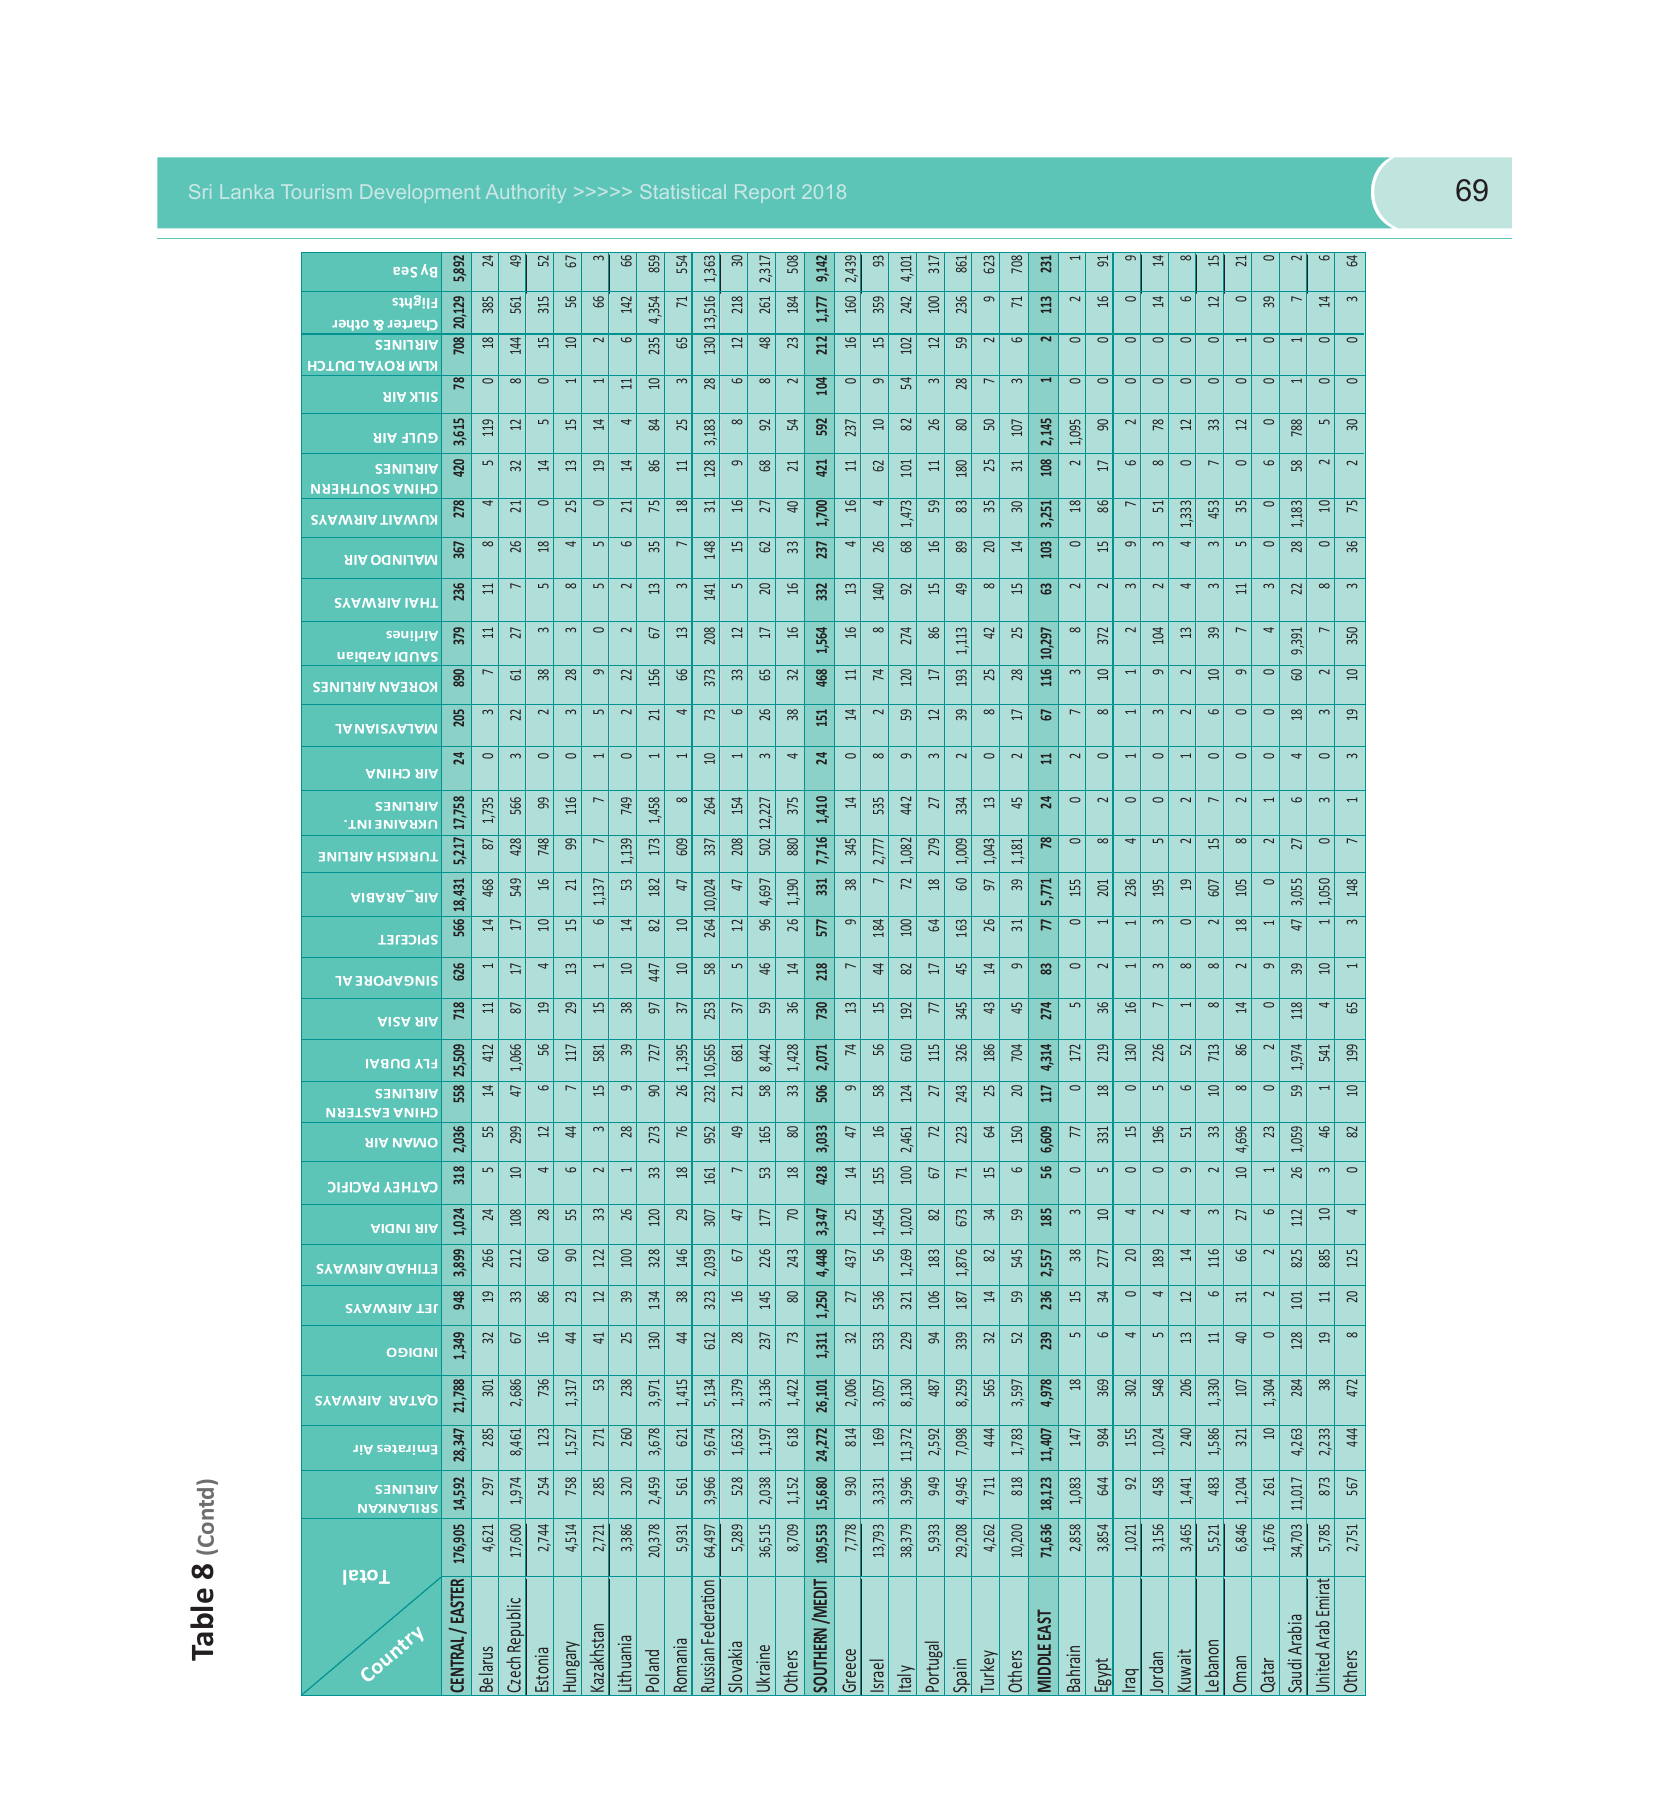 Sri Lanka Tourism Development Authority >>>>> Statistical Report 2018
69
Table 8 (Contd)
Country
Total
SRILANKAN
AIRLINES
Emirates Air
QATAR AIRWAYS
INDIGO
JET AIRWAYS
ETIHAD AIRWAYS
AIR INDIA
CATHEY PACIFIC
OMAN AIR
CHINA EASTERN
AIRLINES
FLY DUBAI
AIR ASIA
SINGAPORE AL
SPICEJET
AIR_ARABIA
TURKISH AIRLINE
UKRAINE INT.
AIRLINES
AIR CHINA
MALAYSIAN AL
KOREAN AIRLINES
SAUDI Arabian
Airlines
THAI AIRWAYS
MALINDO AIR
KUWAIT AIRWAYS
CHINA SOUTHERN
AIRLINES
GULF AIR
SILK AIR
KLM ROYAL DUTCH
AIRLINES
Charter & other
Flights
By Sea
CENTRAL / EASTER 176,905 14,592 28,347 21,788 1,349 948 3,899 1,024 318 2,036 558 25,509 718 626 566 18,431 5,217 17,758 24 205 890 379 236 367 278 420 3,615 78 708 20,129 5,892
Belarus 4,621 297 285 301 32 19 266 24 5 55 14 412 11 1 14 468 87 1,735 0 3 7 11 11 8 4 5 119 0 18 385 24
Czech Republic 17,600 1,974 8,461 2,686 67 33 212 108 10 299 47 1,066 87 17 17 549 428 566 3 22 61 27 7 26 21 32 12 8 144 561 49
Estonia 2,744 254 123 736 16 86 60 28 4 12 6 56 19 4 10 16 748 99 0 2 38 3 5 18 0 14 5 0 15 315 52
Hungary 4,514 758 1,527 1,317 44 23 90 55 6 44 7 117 29 13 15 21 99 116 0 3 28 3 8 4 25 13 15 1 10 56 67
Kazakhstan 2,721 285 271 53 41 12 122 33 2 3 15 581 15 1 6 1,137 7 7 1 5 9 0 5 5 0 19 14 1 2 66 3
Lithuania 3,386 320 260 238 25 39 100 26 1 28 9 39 38 10 14 53 1,139 749 0 2 22 2 2 6 21 14 4 11 6 142 66
Poland 20,378 2,459 3,678 3,971 130 134 328 120 33 273 90 727 97 447 82 182 173 1,458 1 21 156 67 13 35 75 86 84 10 235 4,354 859
Romania 5,931 561 621 1,415 44 38 146 29 18 76 26 1,395 37 10 10 47 609 8 1 4 66 13 3 7 18 11 25 3 65 71 554
Russian Federation 64,497 3,966 9,674 5,134 612 323 2,039 307 161 952 232 10,565 253 58 264 10,024 337 264 10 73 373 208 141 148 31 128 3,183 28 130 13,516 1,363
Slovakia 5,289 528 1,632 1,379 28 16 67 47 7 49 21 681 37 5 12 47 208 154 1 6 33 12 5 15 16 9 8 6 12 218 30
Ukraine 36,515 2,038 1,197 3,136 237 145 226 177 53 165 58 8,442 59 46 96 4,697 502 12,227 3 26 65 17 20 62 27 68 92 8 48 261 2,317
Others 8,709 1,152 618 1,422 73 80 243 70 18 80 33 1,428 36 14 26 1,190 880 375 4 38 32 16 16 33 40 21 54 2 23 184 508
SOUTHERN /MEDIT 109,553 15,680 24,272 26,101 1,311 1,250 4,448 3,347 428 3,033 506 2,071 730 218 577 331 7,716 1,410 24 151 468 1,564 332 237 1,700 421 592 104 212 1,177 9,142
Greece 7,778 930 814 2,006 32 27 437 25 14 47 9 74 13 7 9 38 345 14 0 14 11 16 13 4 16 11 237 0 16 160 2,439
Israel 13,793 3,331 169 3,057 533 536 56 1,454 155 16 58 56 15 44 184 7 2,777 535 8 2 74 8 140 26 4 62 10 9 15 359 93
Italy 38,379 3,996 11,372 8,130 329 321 1,269 1,020 100 2,461 124 610 192 82 100 72 1,082 442 9 59 120 274 92 68 1,473 101 82 54 102 242 4,101
Portugal 5,933 949 2,592 487 94 106 183 82 67 72 27 115 77 17 64 18 279 27 3 12 17 86 15 16 59 11 26 3 12 100 317
Spain 29,208 4,945 7,098 8,259 339 187 1,876 673 71 223 243 326 345 45 163 60 1,009 334 2 39 193 1,113 49 89 83 180 80 28 59 236 861
Turkey 4,262 711 444 565 32 14 82 34 15 64 25 186 43 14 26 97 1,043 13 0 8 25 42 8 20 35 25 50 7 2 9 623
Others 10,200 818 1,783 3,597 52 59 545 59 6 150 20 704 45 9 31 39 1,181 45 2 17 28 25 15 14 30 31 107 3 6 71 708
MIDDLE EAST 71,636 18,123 11,407 4,978 239 236 2,557 185 56 6,609 117 4,314 274 83 77 5,771 78 24 11 67 116 10,297 63 103 3,251 108 2,145 1 2 113 231
Bahrain 2,858 1,083 147 18 5 15 38 3 0 77 0 172 5 0 0 155 0 0 2 7 3 8 2 0 18 2 1,095 0 0 2 1
Egypt 3,854 644 984 369 6 34 277 10 5 331 18 219 36 2 1 201 8 2 0 8 10 372 2 15 86 17 90 0 0 16 91
Iraq 1,021 92 155 302 4 0 20 4 0 15 0 130 16 1 1 236 4 0 1 1 1 2 3 9 7 6 2 0 0 0 9
Jordan 3,156 458 1,024 548 5 4 189 2 0 196 5 226 7 3 3 195 5 0 0 3 9 104 2 3 51 8 78 0 0 14 14
Kuwait 3,465 1,441 240 206 13 12 14 4 9 51 6 52 1 8 0 19 2 2 1 2 2 13 4 4 1,333 0 12 0 0 6 8
Lebanon 5,521 483 1,586 1,330 11 6 116 3 2 33 10 713 8 8 2 607 15 7 0 6 10 39 3 3 453 7 33 0 0 12 15
Oman 6,846 1,204 321 107 40 31 66 27 10 4,696 8 86 14 2 18 105 8 2 0 0 9 7 11 5 35 0 12 0 1 0 21
Qatar 1,676 261 10 1,304 0 2 2 6 1 23 0 2 0 9 1 0 2 1 0 0 0 4 3 0 0 6 0 0 0 39 0
Saudi Arabia 34,703 11,017 4,263 284 128 101 825 112 26 1,059 59 1,974 118 39 47 3,055 27 6 4 18 60 9,391 22 28 1,183 58 788 1 1 7 2
United Arab Emirat 5,785 873 2,233 38 19 11 885 10 3 46 1 541 4 10 1 1,050 0 3 0 3 2 7 8 0 10 2 5 0 0 14 6
Others 2,751 567 444 472 8 20 125 4 0 82 10 199 65 1 3 148 7 1 3 19 10 350 3 36 75 2 30 0 0 3 64